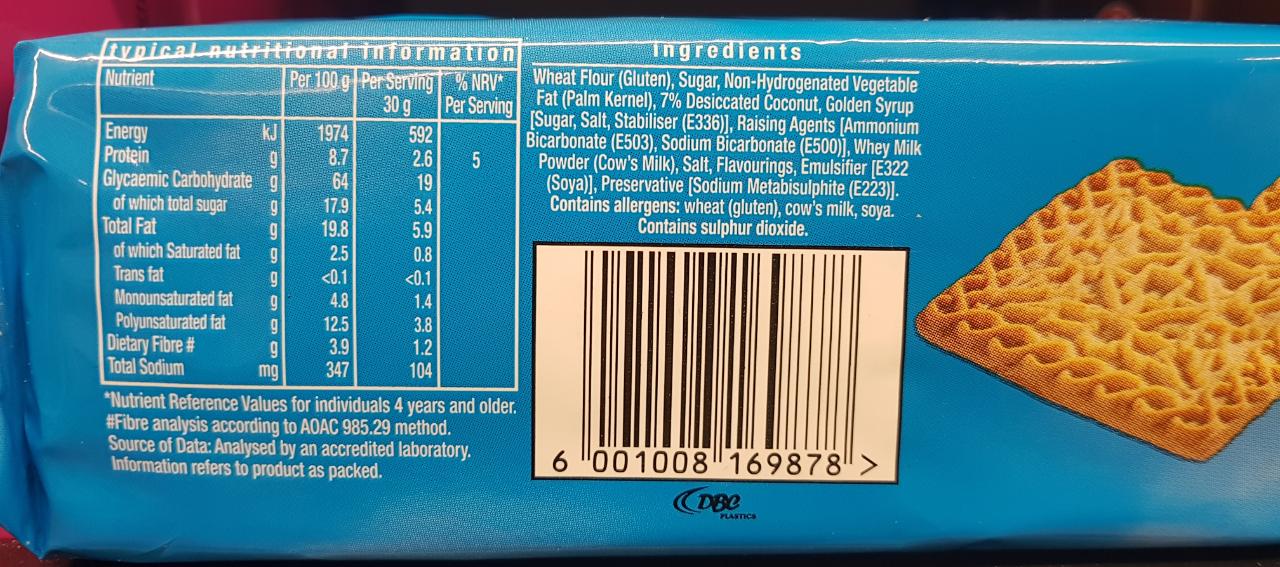 typical nutritional information
Nutrient Per 100 g Per Serving 30 g % NRV* Per Serving
Energy kJ 1974 592
Protein g 8.7 2.6 5
Glycaemic Carbohydrate g 64 19
of which total sugar g 17.9 5.4
Total Fat g 19.8 5.9
of which Saturated fat g 2.5 0.8
Trans fat g <0.1 <0.1
Monounsaturated fat g 4.8 1.4
Polyunsaturated fat g 12.5 3.8
Dietary Fibre # g 3.9 1.2
Total Sodium mg 347 104
*Nutrient Reference Values for individuals 4 years and older.
#Fibre analysis according to AOAC 985.29 method.
Source of Data: Analysed by an accredited laboratory.
Information refers to product as packed.
Ingredients
Wheat Flour (Gluten), Sugar, Non-Hydrogenated Vegetable
Fat (Palm Kernel), 7% Desiccated Coconut, Golden Syrup
[Sugar, Salt, Stabiliser (E336)], Raising Agents [Ammonium
Bicarbonate (E503), Sodium Bicarbonate (E500)], Whey Milk
Powder (Cow's Milk), Salt, Flavourings, Emulsifier [E322
(Soya)], Preservative [Sodium Metabisulphite (E223)].
Contains allergens: wheat (gluten), cow's milk, soya.
Contains sulphur dioxide.
6 001008 169878 >
DBC
PLASTICS